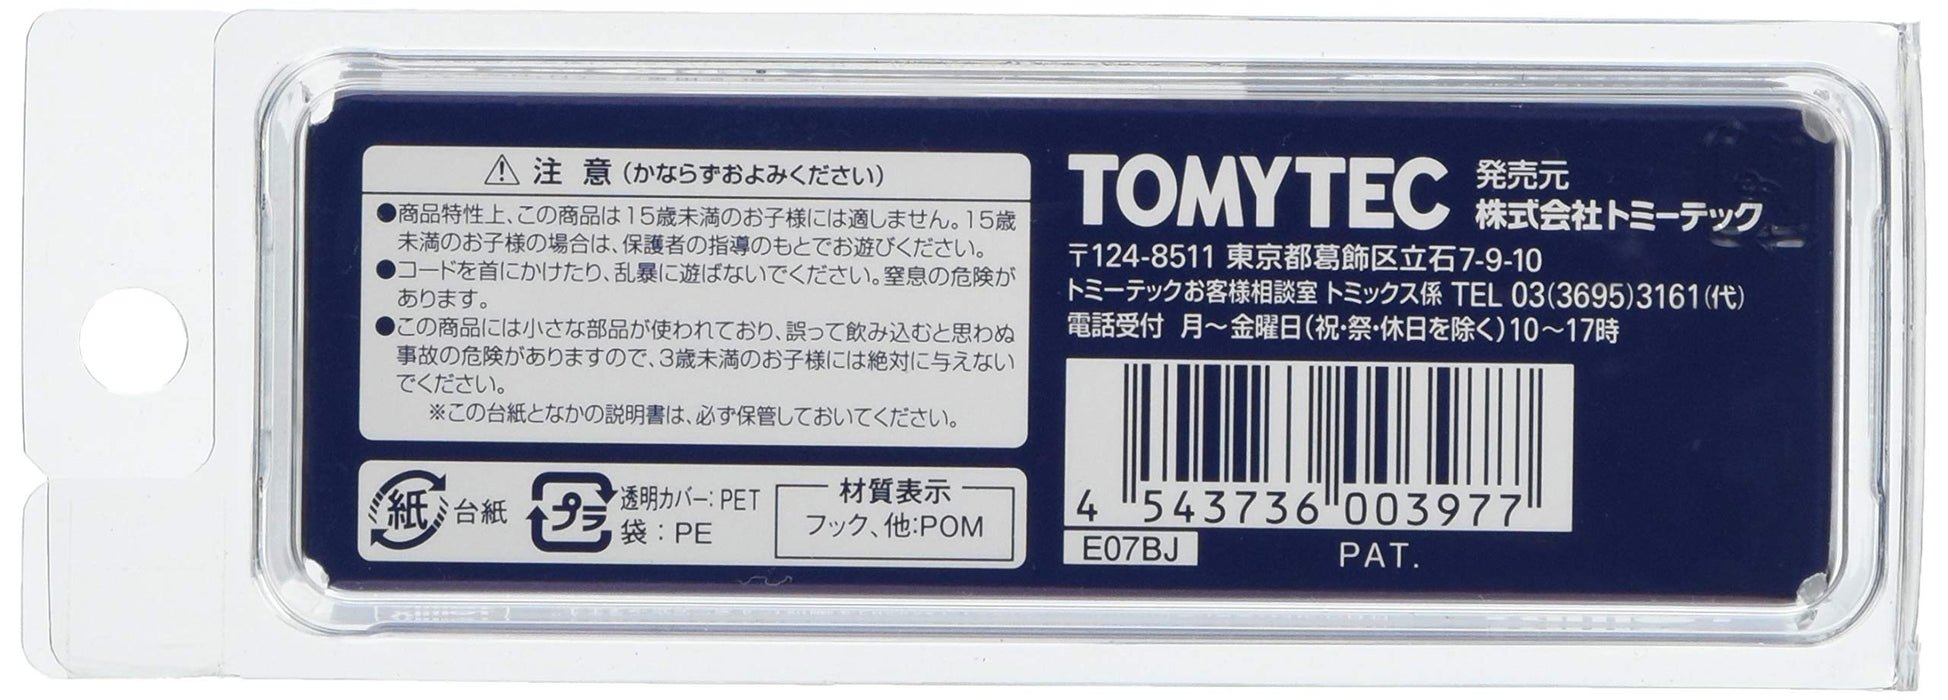 ⚠ 注 意 (かならずおよみください)
●商品特性上、この商品は15歳未満のお子様には適しません。15歳
未満のお子様の場合は、保護者の指導のもとでお遊びください。
●コードを首にかけたり、乱暴に遊ばないでください。窒息の危険が
あります。
●この商品には小さな部品が使われており、誤って飲み込むと思わぬ
事故の危険がありますので、3歳未満のお子様には絶対に与えない
でください。
※この台紙となかの説明書は、必ず保管しておいてください。
紙 台紙
プラ 透明カバー:PET
袋:PE
材質表示
フック、他:POM
TOMYTEC
発売元
株式会社トミーテック
〒124-8511 東京都葛飾区立石7-9-10
トミーテックお客様相談室 トミックス係 TEL 03(3695)3161(代)
電話受付 月～金曜日(祝・祭・休日を除く)10～17時
4 543736 003977
E07BJ
PAT.